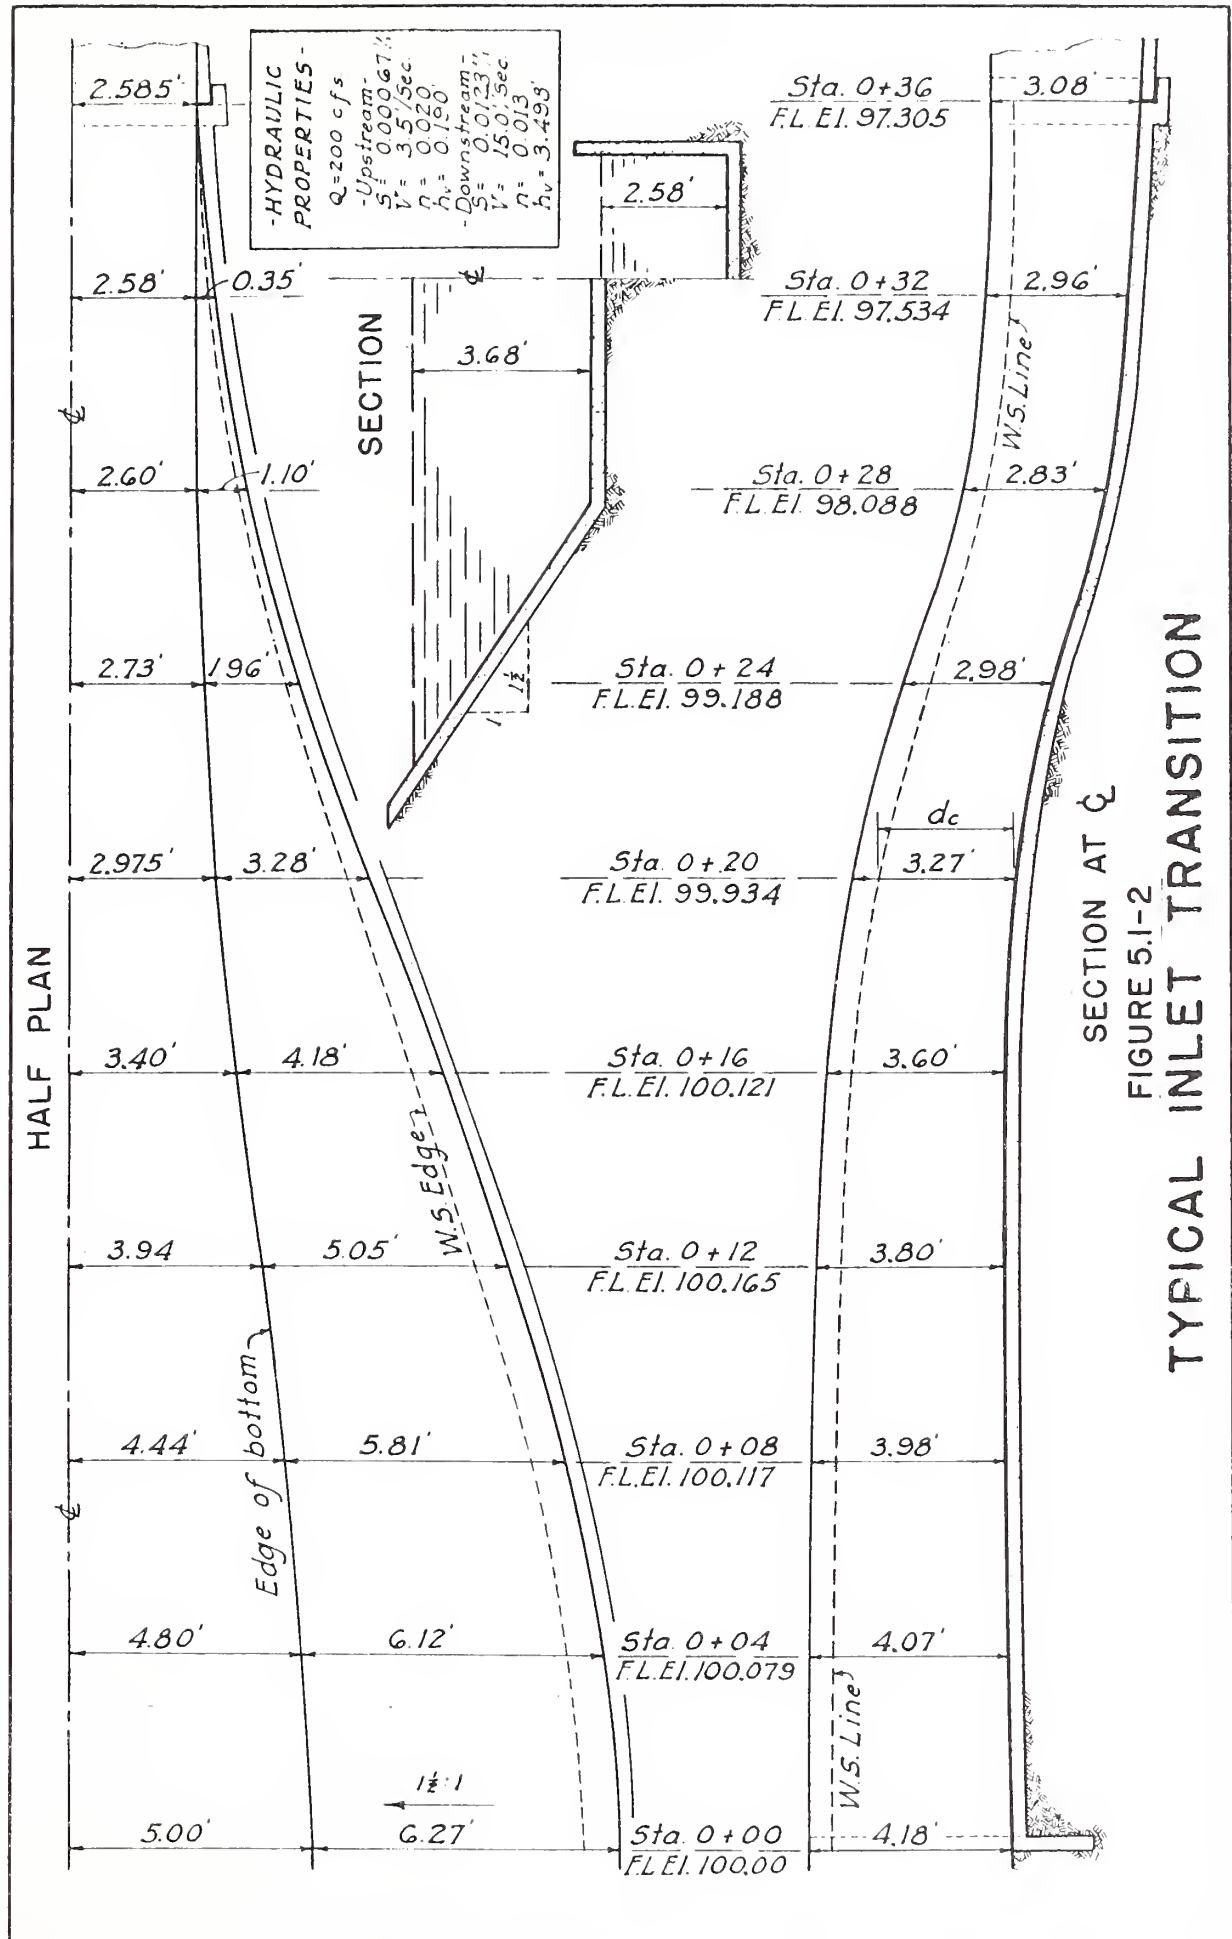 -HYDRAULIC
PROPERTIES-
Q=200 cfs
-Upstream-
S= 0.00067'/'
V= 3.5'/Sec.
n= 0.020
hv= 0.190'
-Downstream-
S= 0.0123'/'
V= 15.0'/Sec.
n= 0.013
hv= 3.498'
HALF PLAN
2.585'
2.58' 0.35'
2.60' 1.10'
2.73' 1.96'
2.975' 3.28'
3.40' 4.18'
3.94 5.05'
4.44' 5.81'
4.80' 6.12'
5.00' 6.27'
℄
℄
Edge of bottom
W.S. Edge
1½:1
SECTION
℄
2.58'
3.68'
1½
1
Sta. 0+36
F.L. El. 97.305
3.08'
Sta. 0+32
F.L. El. 97.534
2.96'
Sta. 0+28
F.L. El. 98.088
2.83'
Sta. 0+24
F.L. El. 99.188
2.98'
Sta. 0+20
F.L. El. 99.934
3.27'
dc
Sta. 0+16
F.L. El. 100.121
3.60'
Sta. 0+12
F.L. El. 100.165
3.80'
Sta. 0+08
F.L. El. 100.117
3.98'
Sta. 0+04
F.L. El. 100.079
4.07'
Sta. 0+00
F.L. El. 100.00
4.18'
W.S. Line
W.S. Line
SECTION AT ℄
FIGURE 5.1-2
TYPICAL INLET TRANSITION